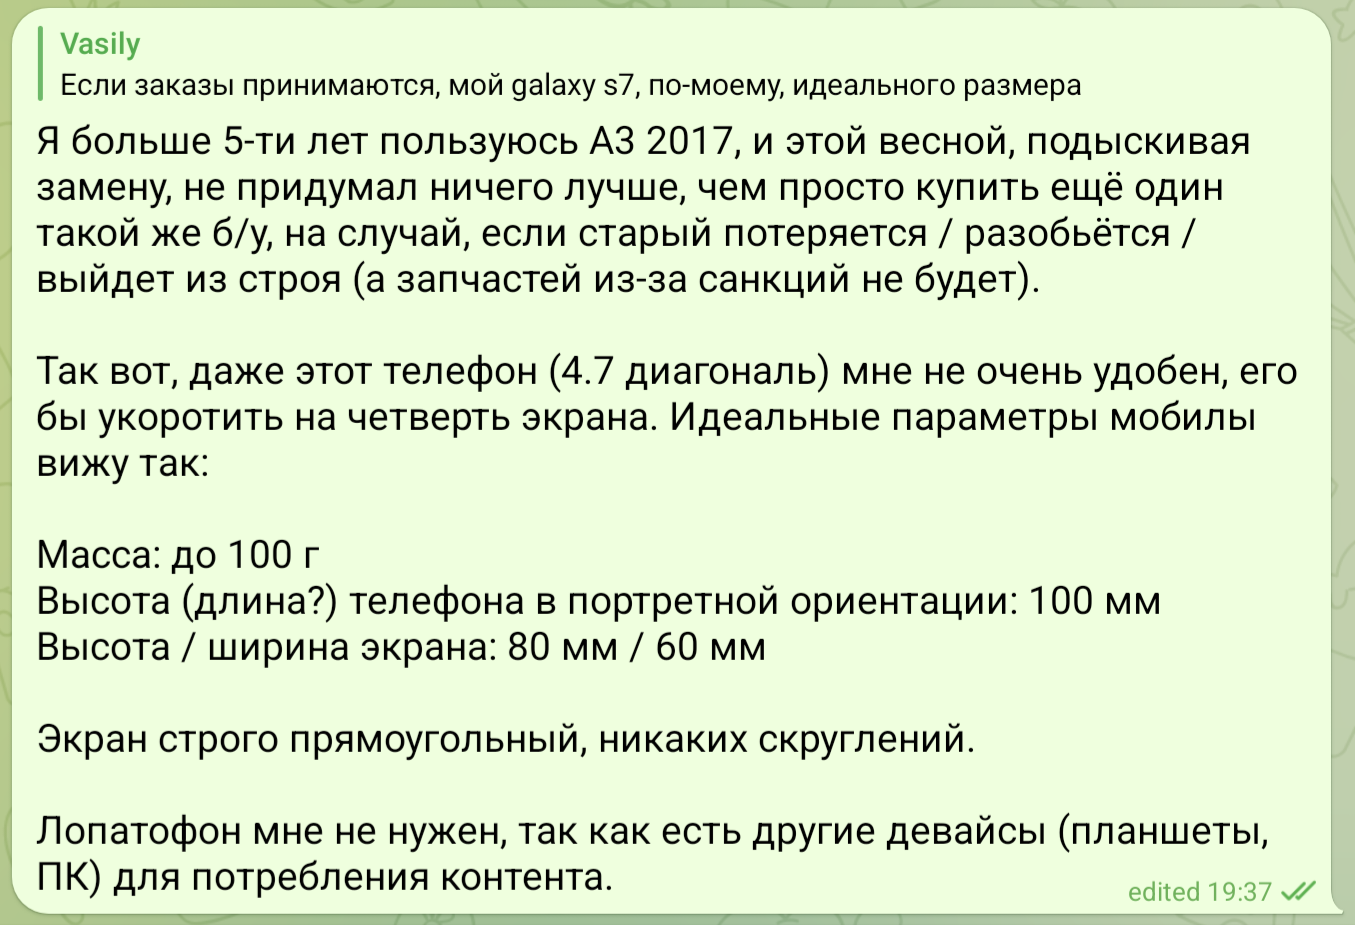 Vasily
Если заказы принимаются, мой galaxy s7, по-моему, идеального размера
Я больше 5-ти лет пользуюсь A3 2017, и этой весной, подыскивая
замену, не придумал ничего лучше, чем просто купить ещё один
такой же б/у, на случай, если старый потеряется / разобьётся /
выйдет из строя (а запчастей из-за санкций не будет).
Так вот, даже этот телефон (4.7 диагональ) мне не очень удобен, его
бы укоротить на четверть экрана. Идеальные параметры мобилы
вижу так:
Масса: до 100 г
Высота (длина?) телефона в портретной ориентации: 100 мм
Высота / ширина экрана: 80 мм / 60 мм
Экран строго прямоугольный, никаких скруглений.
Лопатофон мне не нужен, так как есть другие девайсы (планшеты,
ПК) для потребления контента.
edited 19:37